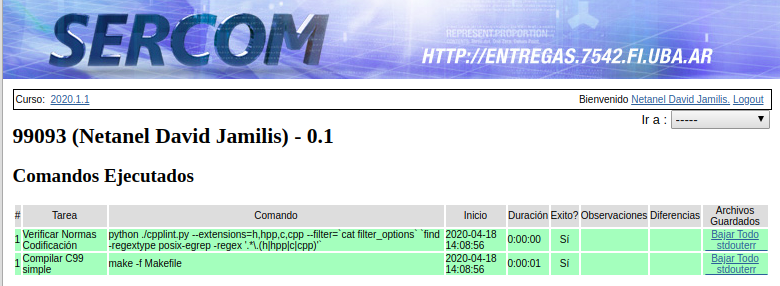 SERCOM
REPRESENT.PROPORTION
HTTP://ENTREGAS.7542.FI.UBA.AR
Curso: 2020.1.1 Bienvenido Netanel David Jamilis. Logout
Ir a : -----
99093 (Netanel David Jamilis) - 0.1
Comandos Ejecutados
# Tarea Comando Inicio Duración Exito? Observaciones Diferencias Archivos Guardados
1 Verificar Normas Codificación python ./cpplint.py --extensions=h,hpp,c,cpp --filter=`cat filter_options` `find -regextype posix-egrep -regex '.*\.(h|hpp|c|cpp)'` 2020-04-18 14:08:56 0:00:00 Sí Bajar Todo stdouterr
1 Compilar C99 simple make -f Makefile 2020-04-18 14:08:56 0:00:01 Sí Bajar Todo stdouterr